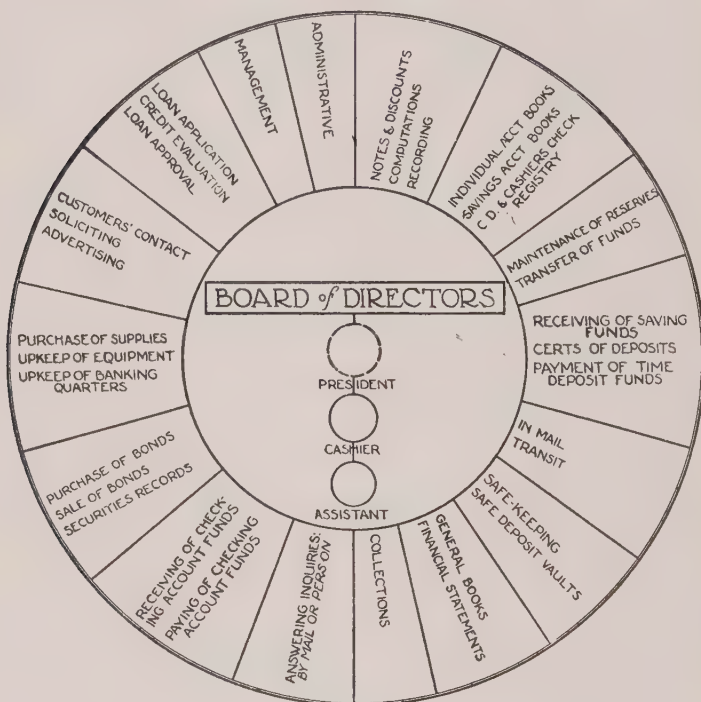 ADMINISTRATIVE
NOTES & DISCOUNTS
COMPUTATIONS
RECORDING
INDIVIDUAL ACCT BOOKS
SAVINGS ACCT BOOKS
C D. & CASHIERS CHECK
REGISTRY
MAINTENANCE OF RESERVES
TRANSFER OF FUNDS
RECEIVING OF SAVING
FUNDS
CERTS OF DEPOSITS
PAYMENT OF TIME
DEPOSIT FUNDS
IN MAIL
TRANSIT
SAFE-KEEPING
SAFE DEPOSIT VAULTS
GENERAL BOOKS
FINANCIAL STATEMENTS
COLLECTIONS
ANSWERING INQUIRIES:
BY MAIL OR PERSON
RECEIVING OF CHECK-
ING ACCOUNT FUNDS
PAYING OF CHECKING
ACCOUNT FUNDS
PURCHASE OF BONDS
SALE OF BONDS
SECURITIES RECORDS
PURCHASE OF SUPPLIES
UPKEEP OF EQUIPMENT
UPKEEP OF BANKING
QUARTERS
CUSTOMERS' CONTACT
SOLICITING
ADVERTISING
LOAN APPLICATION
CREDIT EVALUATION
LOAN APPROVAL
MANAGEMENT
BOARD of DIRECTORS
PRESIDENT
CASHIER
ASSISTANT